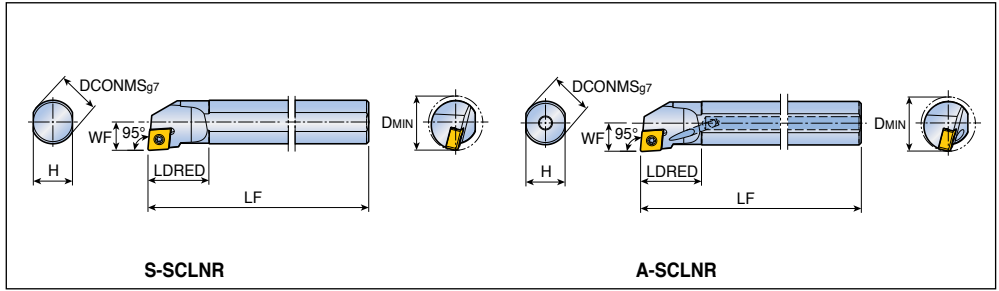 DCONMSg7
WF
95°
H
LDRED
LF
DMIN
S-SCLNR
DCONMSg7
WF
95°
H
LDRED
LF
DMIN
A-SCLNR